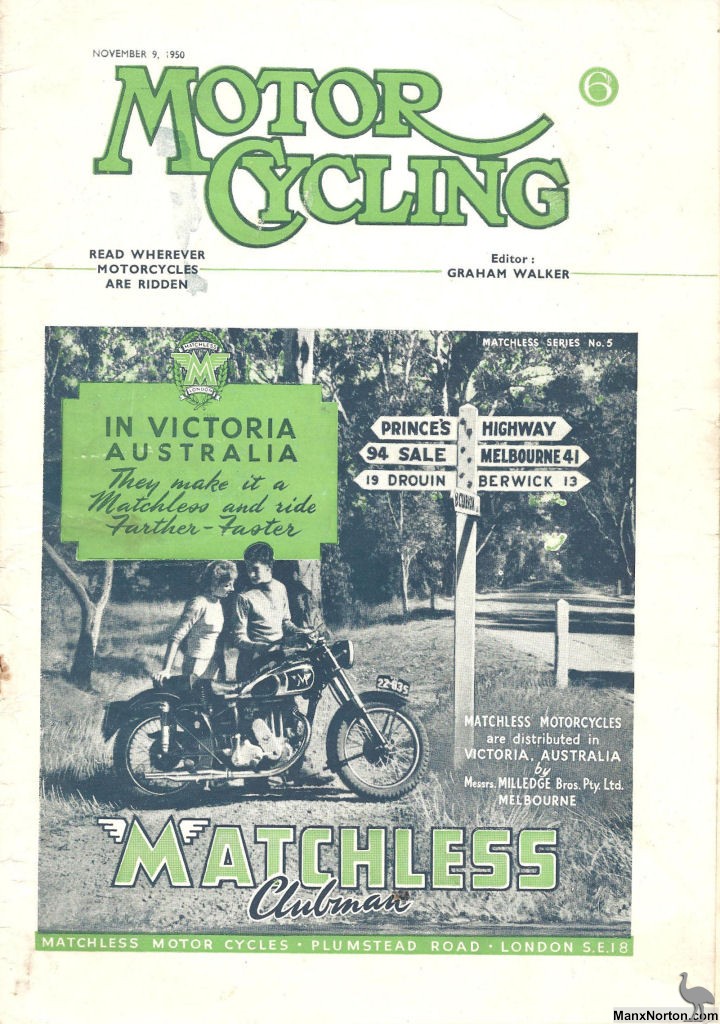 NOVEMBER 9, 1950
6D
MOTOR
CYCLING
READ WHEREVER
MOTORCYCLES
ARE RIDDEN
Editor :
GRAHAM WALKER
MATCHLESS SERIES No. 5
MATCHLESS
M
LONDON
IN VICTORIA
AUSTRALIA
They make it a
Matchless and ride
Farther-Faster
PRINCE'S HIGHWAY
94 SALE MELBOURNE 41
19 DROUIN BERWICK 13
M
22·835
MATCHLESS MOTORCYCLES
are distributed in
VICTORIA, AUSTRALIA
by
Messrs. MILLEDGE Bros. Pty. Ltd.
MELBOURNE
MATCHLESS
Clubman
MATCHLESS MOTOR CYCLES · PLUMSTEAD ROAD · LONDON S.E.18
ManxNorton.com